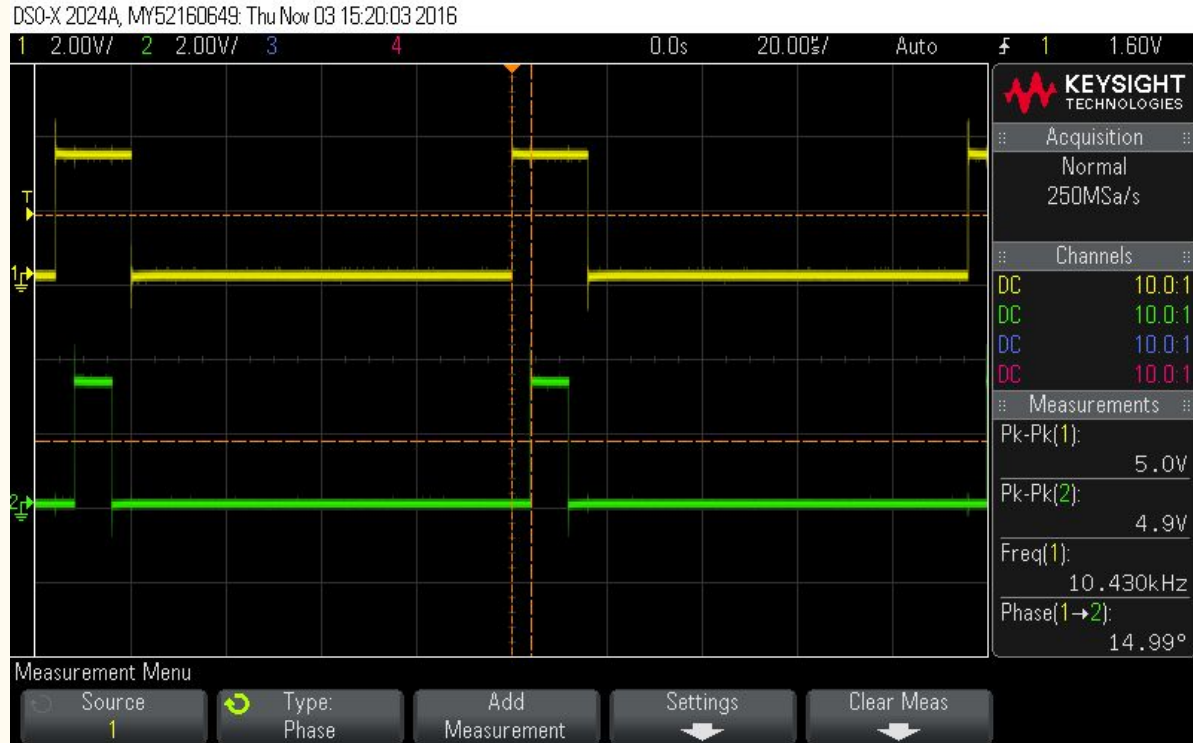 DSO-X 2024A, MY52160649: Thu Nov 03 15:20:03 2016
1 2.00V/ 2 2.00V/ 3 4 0.0s 20.00µs/ Auto 1 1.60V
KEYSIGHT
TECHNOLOGIES
Acquisition
Normal
250MSa/s
T
Channels
1
DC 10.0:1
DC 10.0:1
DC 10.0:1
DC 10.0:1
Measurements
Pk-Pk(1):
5.0V
Pk-Pk(2):
2
4.9V
Freq(1):
10.430kHz
Phase(1→2):
14.99°
Measurement Menu
Source
1
Type:
Phase
Add
Measurement
Settings
Clear Meas